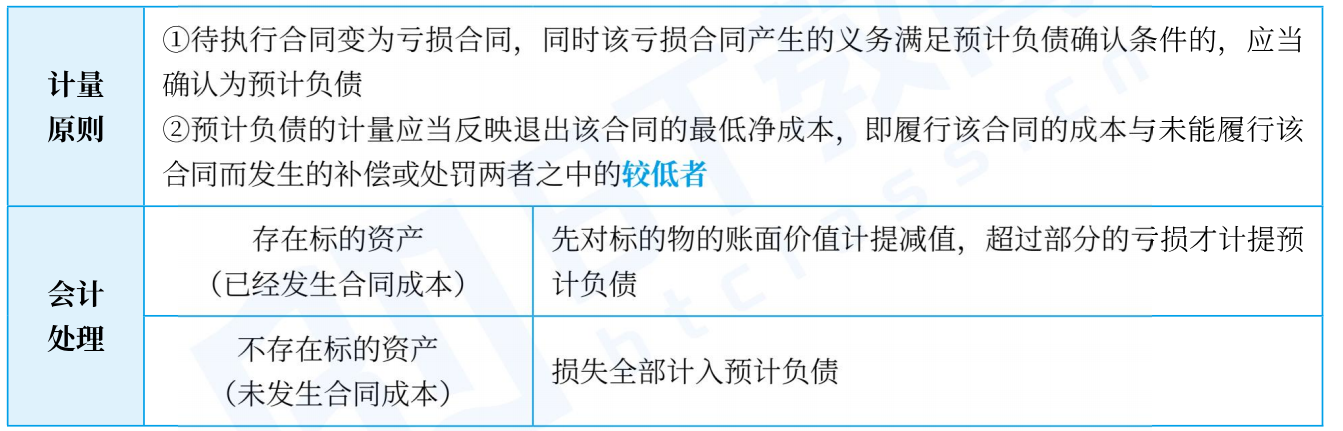 计量
原则
①待执行合同变为亏损合同，同时该亏损合同产生的义务满足预计负债确认条件的，应当
确认为预计负债
②预计负债的计量应当反映退出该合同的最低净成本，即履行该合同的成本与未能履行该
合同而发生的补偿或处罚两者之中的较低者
会计
处理
存在标的资产
（已经发生合同成本）
先对标的物的账面价值计提减值，超过部分的亏损才计提预
计负债
不存在标的资产
（未发生合同成本）
损失全部计入预计负债